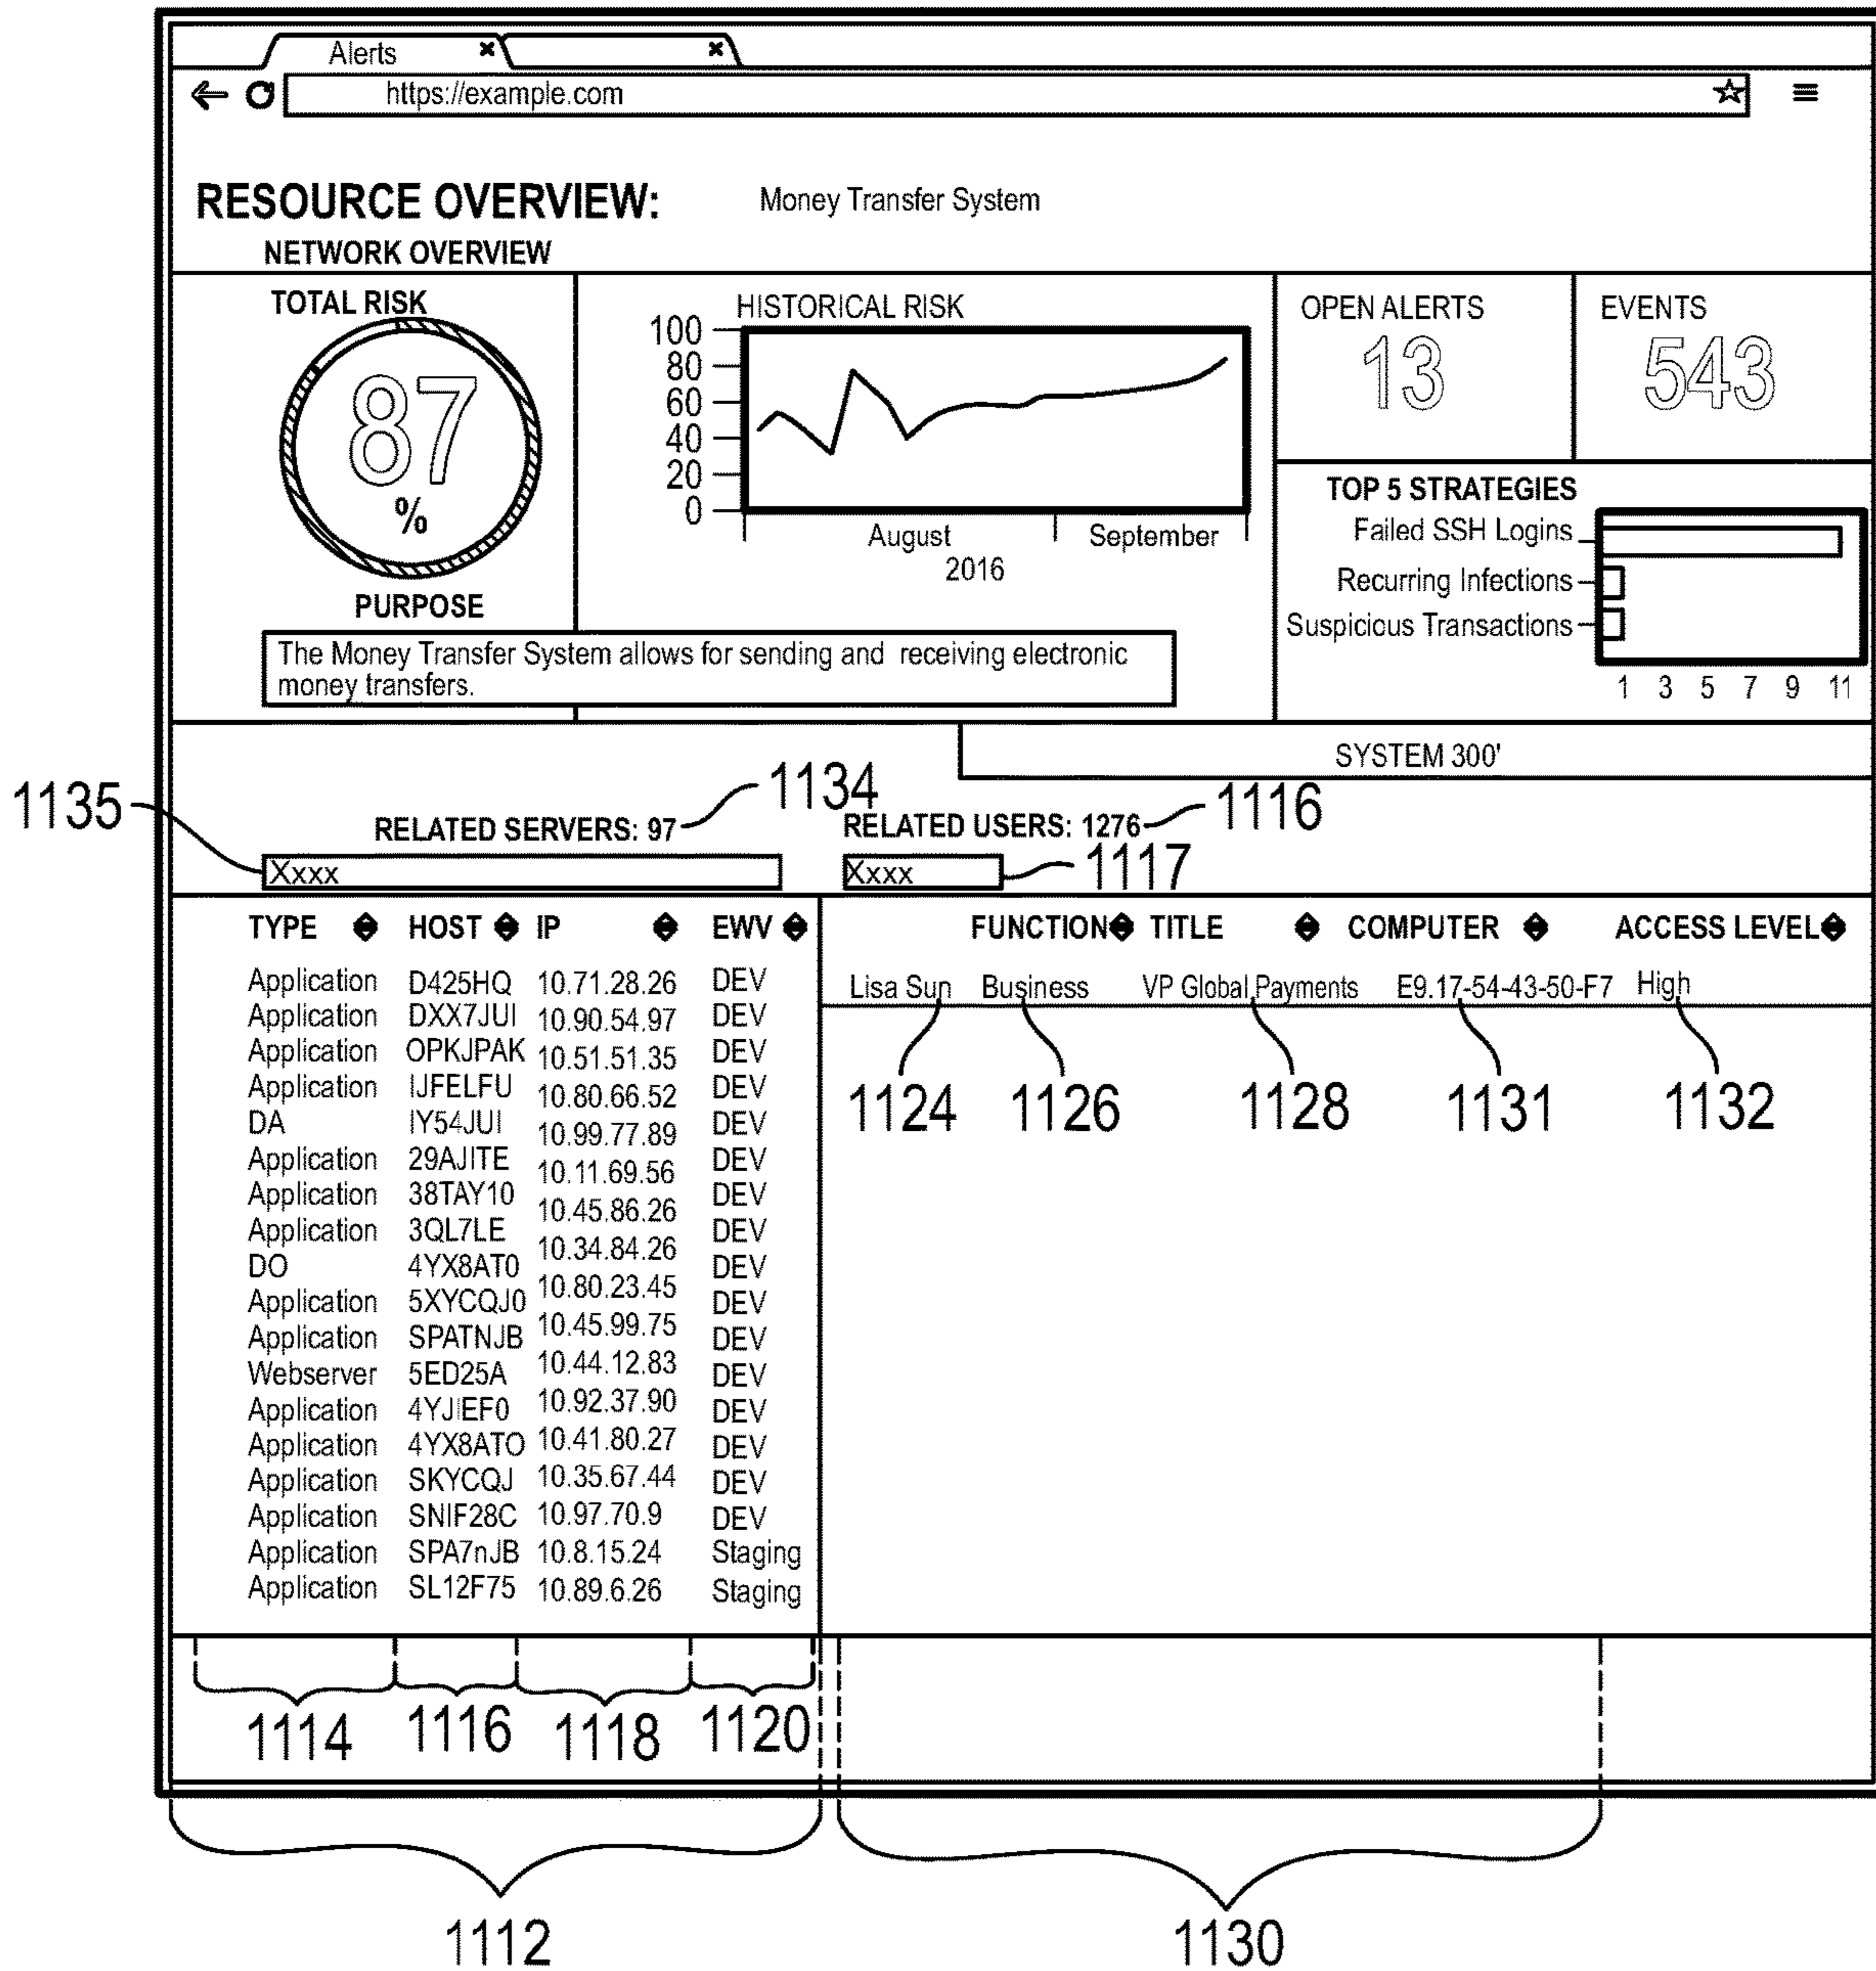 Alerts
https://example.com
RESOURCE OVERVIEW: Money Transfer System
NETWORK OVERVIEW
TOTAL RISK
87
%
HISTORICAL RISK
100
80
60
40
20
0
August September
2016
OPEN ALERTS
13
EVENTS
543
TOP 5 STRATEGIES
Failed SSH Logins
Recurring Infections
Suspicious Transactions
1 3 5 7 9 11
PURPOSE
The Money Transfer System allows for sending and receiving electronic
money transfers.
SYSTEM 300'
1135
RELATED SERVERS: 97 1134
Xxxx
RELATED USERS: 1276 1116
Xxxx 1117
TYPE HOST IP EWV
Application D425HQ 10.71.28.26 DEV
Application DXX7JUI 10.90.54.97 DEV
Application OPKJPAK 10.51.51.35 DEV
Application IJFELFU 10.80.66.52 DEV
DA IY54JUI 10.99.77.89 DEV
Application 29AJITE 10.11.69.56 DEV
Application 38TAY10 10.45.86.26 DEV
Application 3QL7LE 10.34.84.26 DEV
DO 4YX8AT0 10.80.23.45 DEV
Application 5XYCQJ0 10.45.99.75 DEV
Application SPATNJB 10.44.12.83 DEV
Webserver 5ED25A 10.92.37.90 DEV
Application 4YJIEF0 10.41.80.27 DEV
Application 4YX8ATO 10.35.67.44 DEV
Application SKYCQJ 10.97.70.9 DEV
Application SNIF28C DEV
Application SPA7nJB 10.8.15.24 Staging
Application SL12F75 10.89.6.26 Staging
FUNCTION TITLE COMPUTER ACCESS LEVEL
Lisa Sun Business VP Global Payments E9.17-54-43-50-F7 High
1124 1126 1128 1131 1132
1114 1116 1118 1120
1112 1130